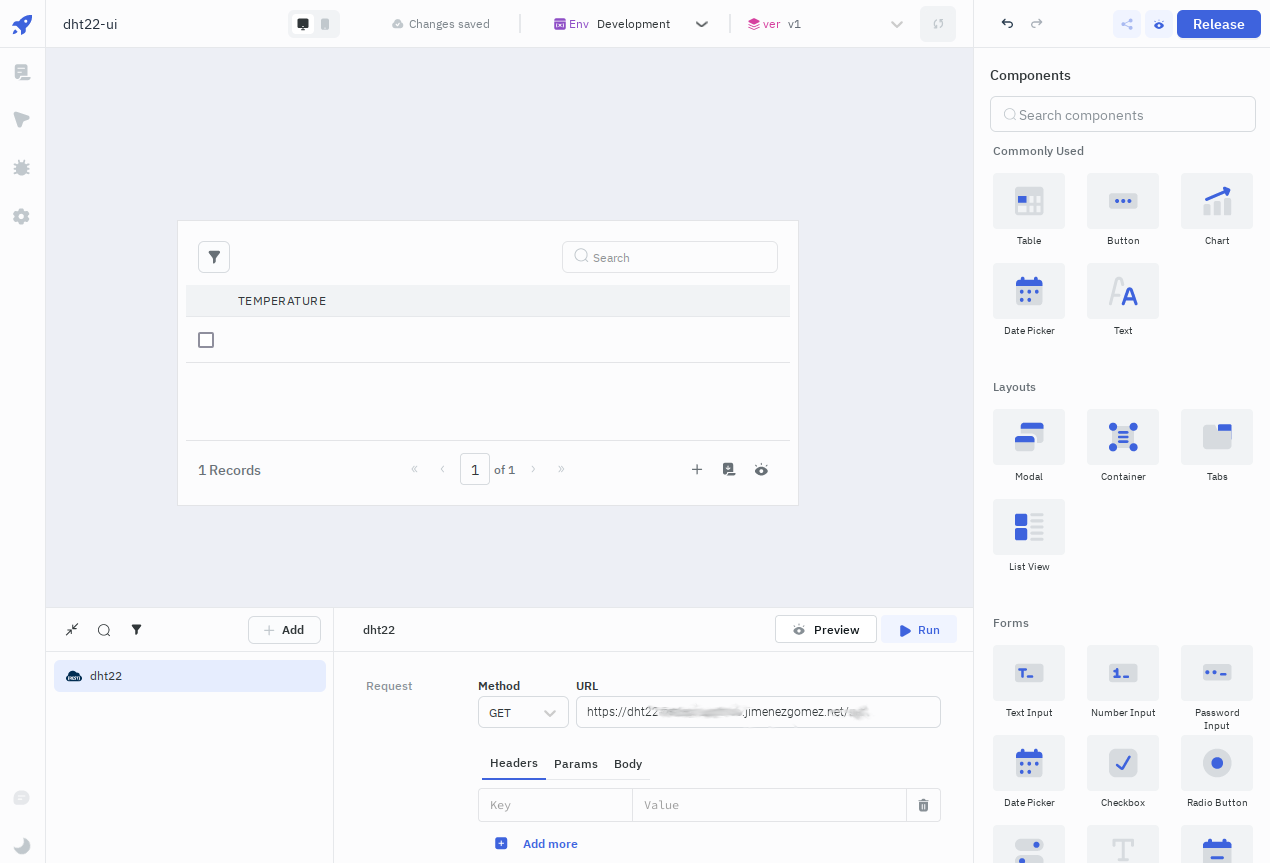 dht22-ui
Changes saved
Env Development
ver v1
Release
Components
Search components
Commonly Used
Table
Button
Chart
Date Picker
Text
Layouts
Modal
Container
Tabs
List View
Forms
Text Input
Number Input
Password
Input
Date Picker
Checkbox
Radio Button
Search
TEMPERATURE
1 Records
« ‹ 1 of 1 › »
Add
dht22
dht22
Preview
Run
Request
Method
URL
GET
https://dht22 .jimenezgomez.net/
Headers
Params
Body
Key
Value
Add more